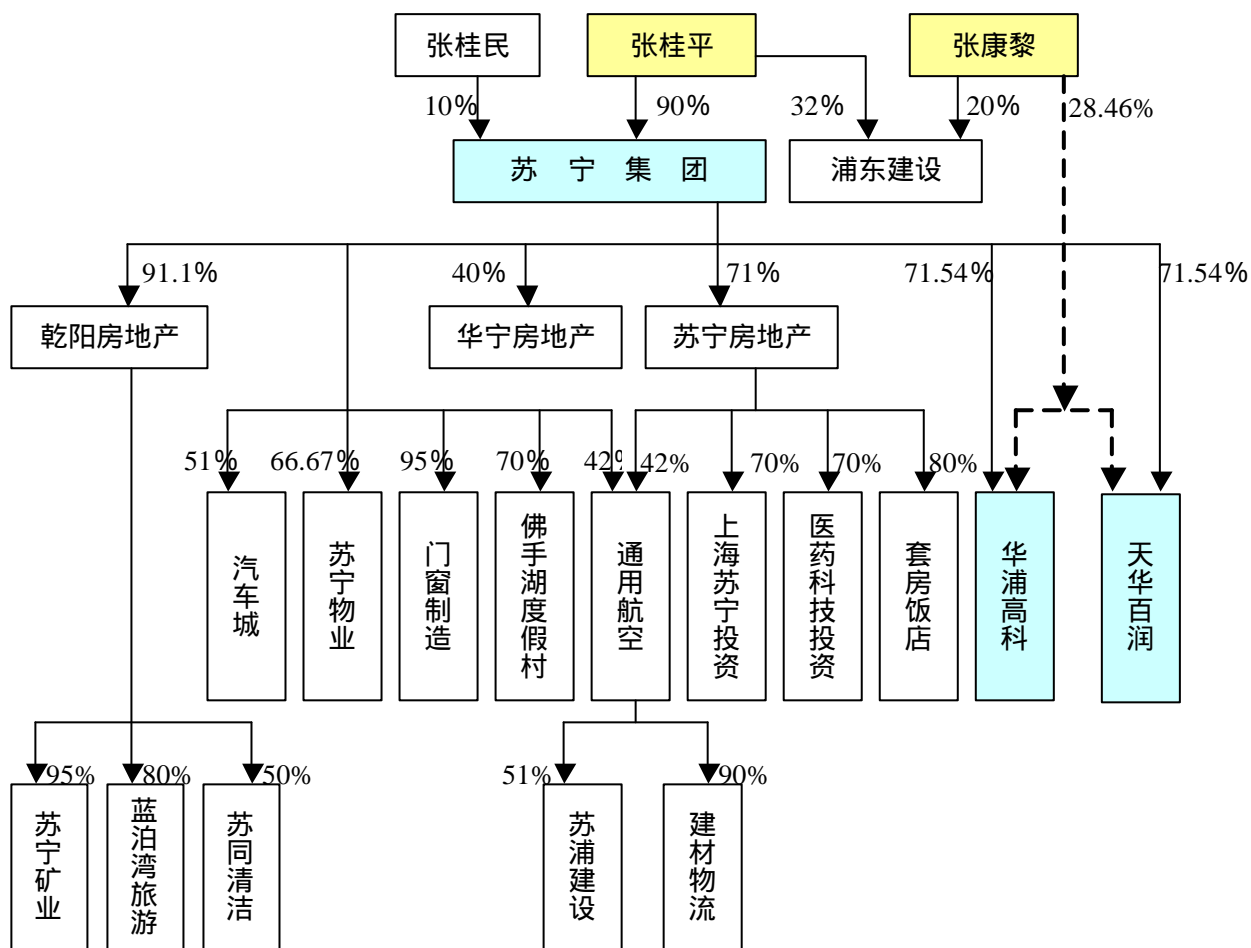 张桂民
张桂平
张康黎
10%
90%
32%
20%
28.46%
苏宁集团
浦东建设
91.1%
40%
71%
71.54%
71.54%
乾阳房地产
华宁房地产
苏宁房地产
51%
66.67%
95%
70%
42%
42%
70%
70%
80%
汽车城
苏宁物业
门窗制造
佛手湖度假村
通用航空
上海苏宁投资
医药科技投资
套房饭店
华浦高科
天华百润
95%
80%
50%
51%
90%
苏宁矿业
蓝泊湾旅游
苏同清洁
苏浦建设
建材物流